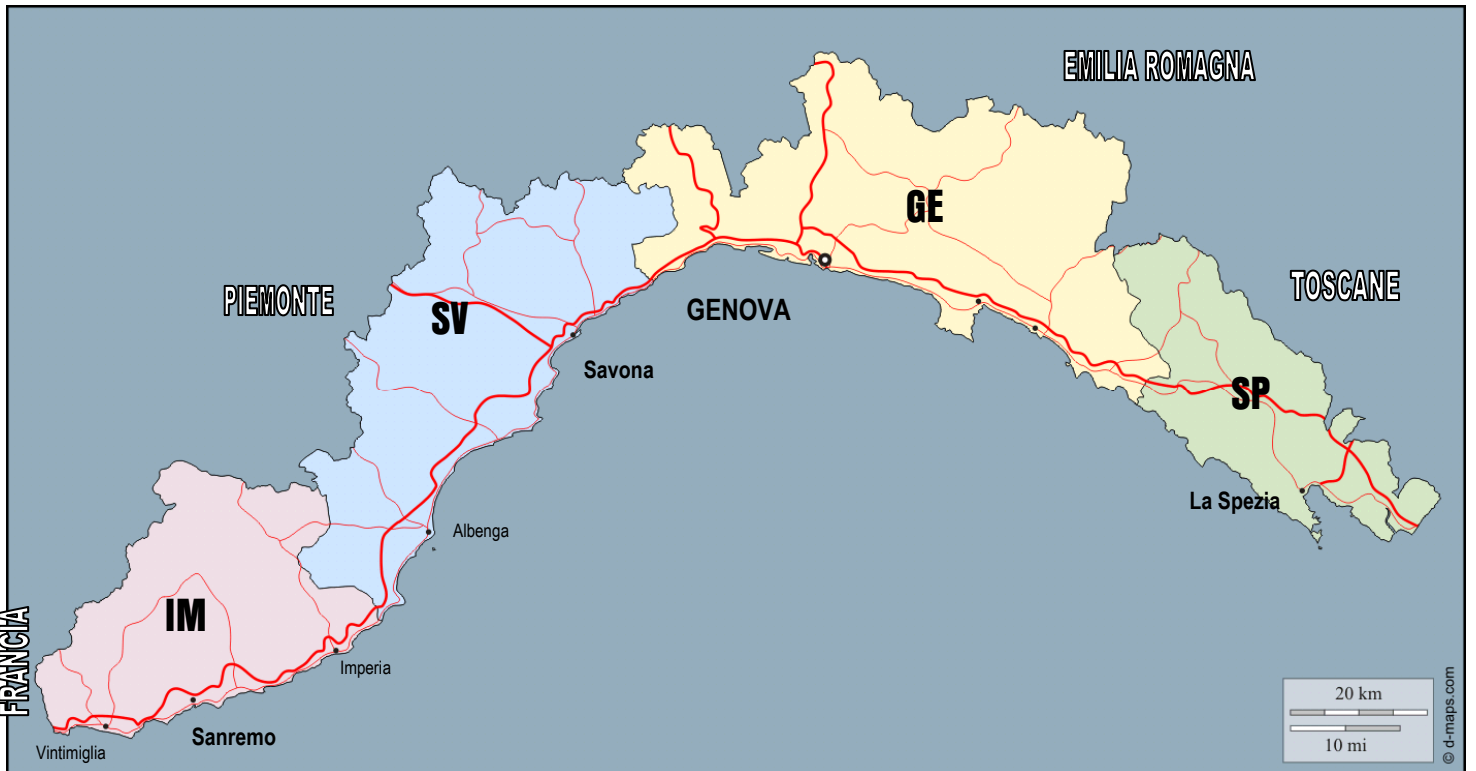 EMILIA ROMAGNA
GE
TOSCANE
PIEMONTE
SV
GENOVA
Savona
SP
La Spezia
Albenga
IM
FRANCIA
Imperia
Sanremo
Vintimiglia
20 km
10 mi
© d-maps.com